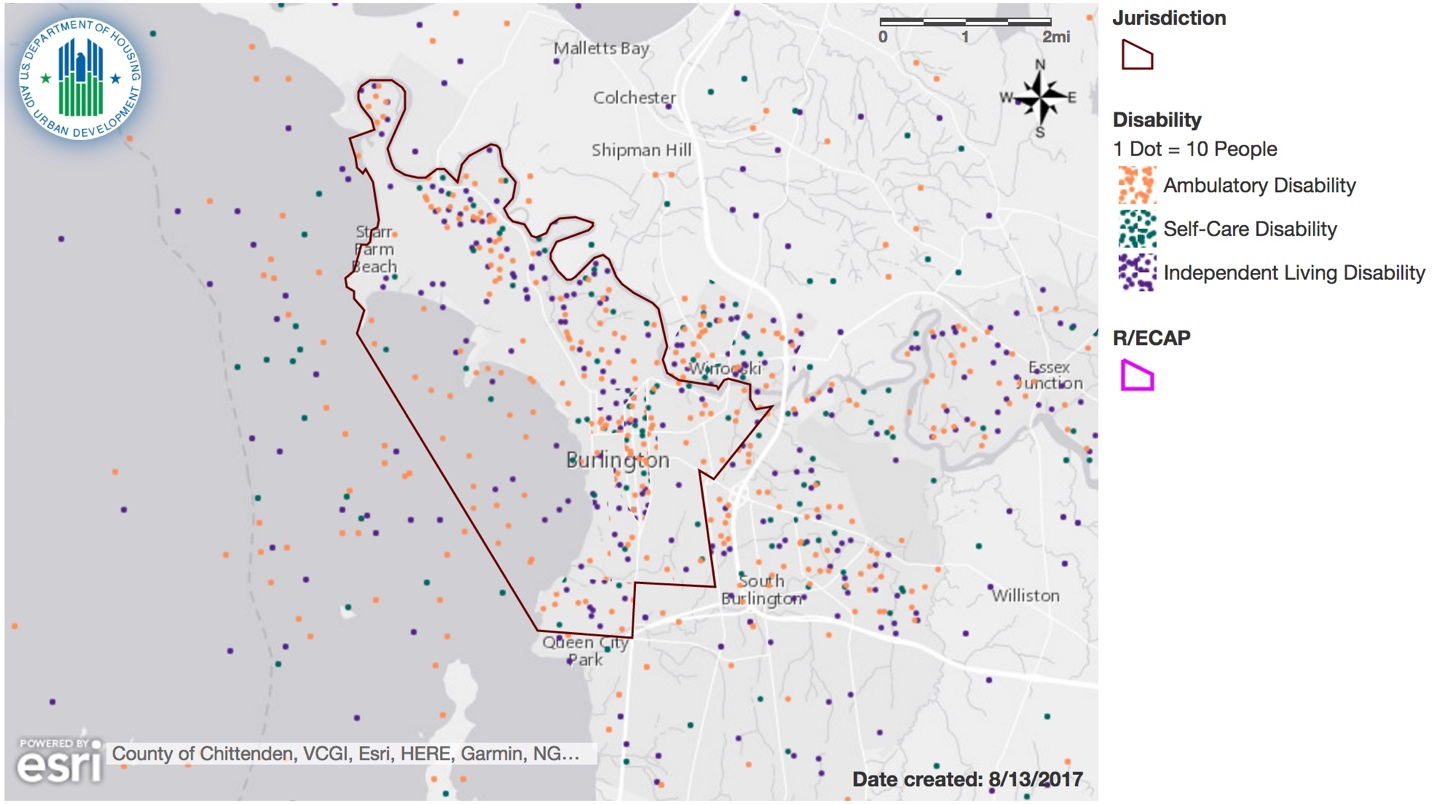 U.S. DEPARTMENT OF HOUSING
AND URBAN DEVELOPMENT
Malletts Bay
Colchester
Shipman Hill
0 1 2mi
N
W E
S
Starr
Farm
Beach
Winooski
Essex
Junction
Burlington
South
Burlington
Williston
Queen City
Park
POWERED BY
esri
County of Chittenden, VCGI, Esri, HERE, Garmin, NG...
Date created: 8/13/2017
Jurisdiction
Disability
1 Dot = 10 People
Ambulatory Disability
Self-Care Disability
Independent Living Disability
R/ECAP